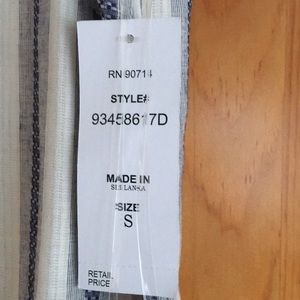 RN 90714
STYLE#
93458617D
MADE IN
SRI LANKA
SIZE
S
RETAIL
PRICE